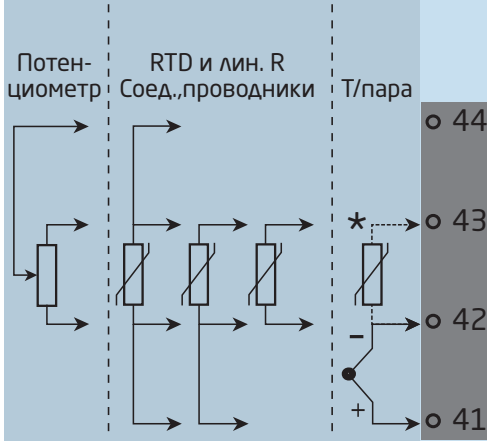 Потен-
циометр
RTD и лин. R
Соед.,проводники
Т/пара
44
* 43
42
−
+
41